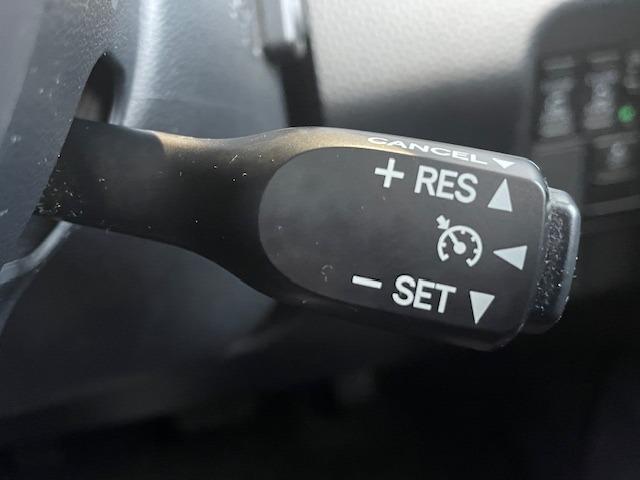 CANCEL ▼
+ RES ▲
◀
− SET ▼